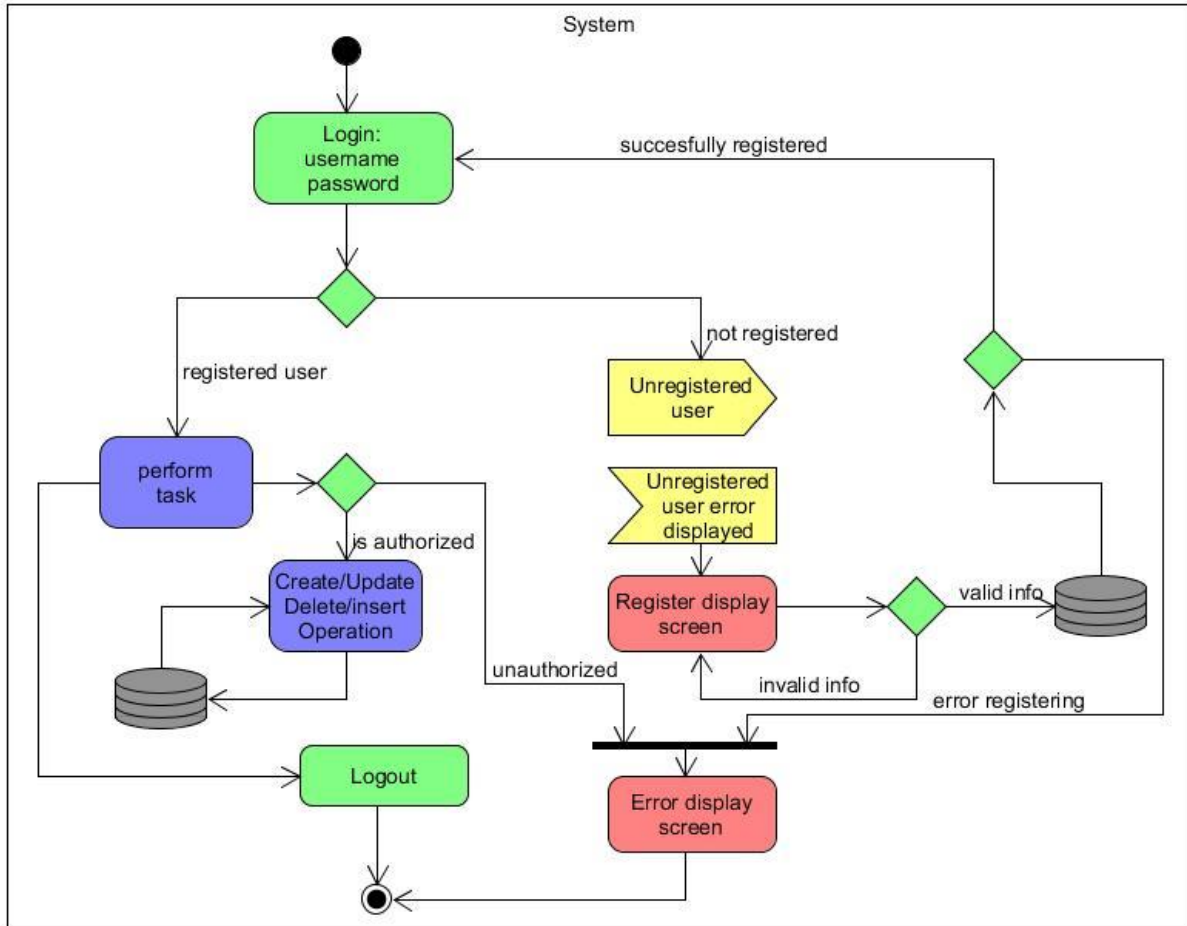 System
Login:
username
password
succesfully registered
not registered
registered user
Unregistered
user
perform
task
Unregistered
user error
displayed
is authorized
Create/Update
Delete/insert
Operation
Register display
screen
valid info
unauthorized
invalid info
error registering
Logout
Error display
screen